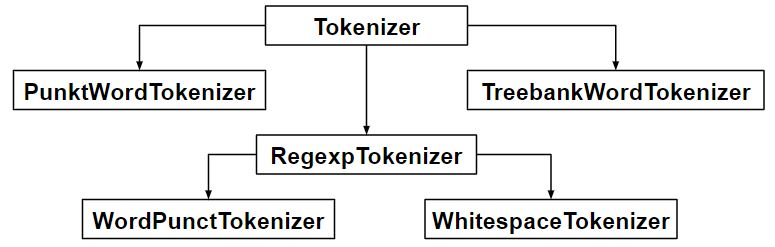 Tokenizer
PunktWordTokenizer
TreebankWordTokenizer
RegexpTokenizer
WordPunctTokenizer
WhitespaceTokenizer